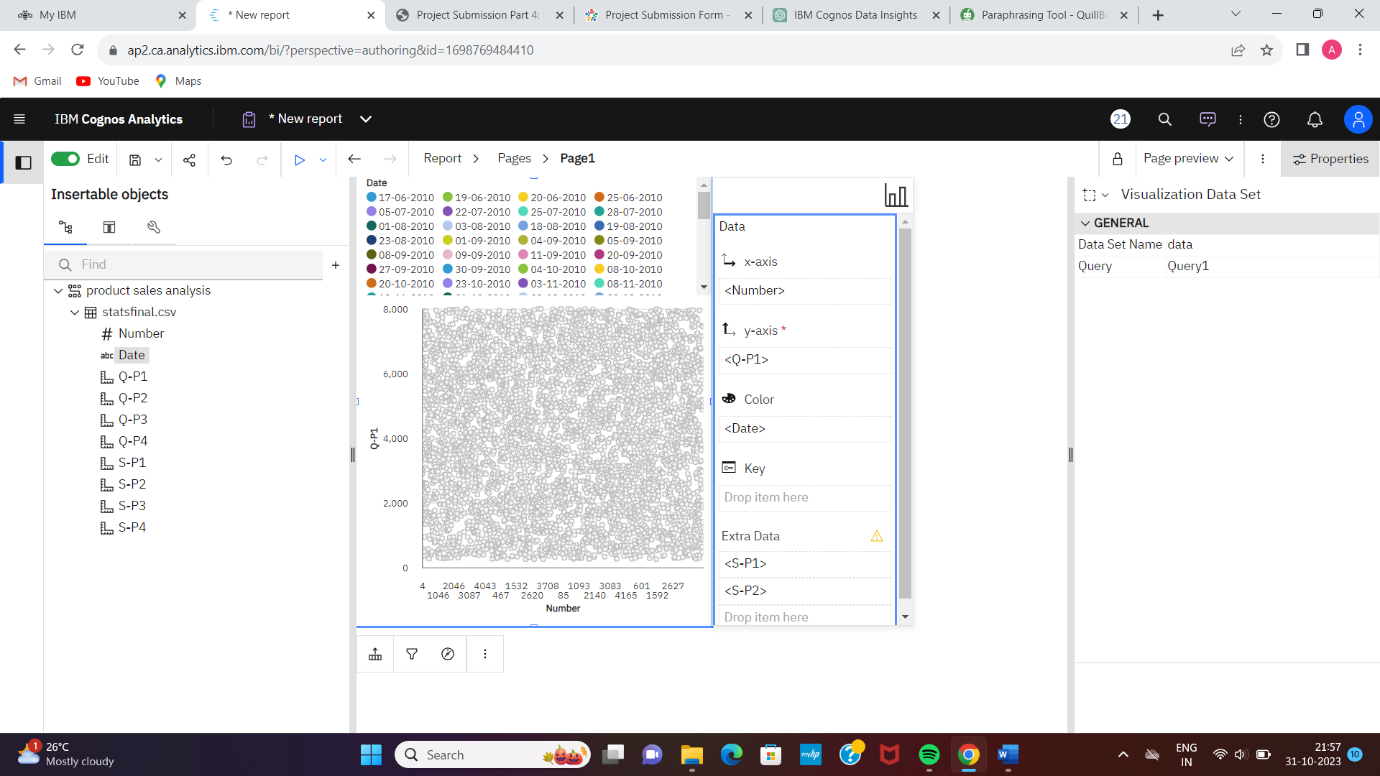 My IBM
* New report
Project Submission Part 4:
Project Submission Form -
IBM Cognos Data Insights
Paraphrasing Tool - QuillBo
ap2.ca.analytics.ibm.com/bi/?perspective=authoring&id=1698769484410
A
Gmail
YouTube
Maps
IBM Cognos Analytics
* New report
21
Edit
Report > Pages > Page1
Page preview
Properties
Insertable objects
Find
product sales analysis
statsfinal.csv
# Number
abc Date
Q-P1
Q-P2
Q-P3
Q-P4
S-P1
S-P2
S-P3
S-P4
Date
17-06-2010 19-06-2010 20-06-2010 25-06-2010
05-07-2010 22-07-2010 25-07-2010 28-07-2010
01-08-2010 03-08-2010 18-08-2010 19-08-2010
23-08-2010 01-09-2010 04-09-2010 05-09-2010
08-09-2010 09-09-2010 11-09-2010 20-09-2010
27-09-2010 30-09-2010 04-10-2010 08-10-2010
20-10-2010 23-10-2010 03-11-2010 08-11-2010
8,000
6,000
4,000
2,000
0
Q-P1
4 2046 4043 1532 3708 1093 3083 601 2627
1046 3087 467 2620 85 2140 4165 1592
Number
Data
x-axis
<Number>
y-axis *
<Q-P1>
Color
<Date>
Key
Drop item here
Extra Data
<S-P1>
<S-P2>
Drop item here
Visualization Data Set
GENERAL
Data Set Name data
Query Query1
1
26°C
Mostly cloudy
Search
myhp
W
ENG
IN
21:57
31-10-2023
10